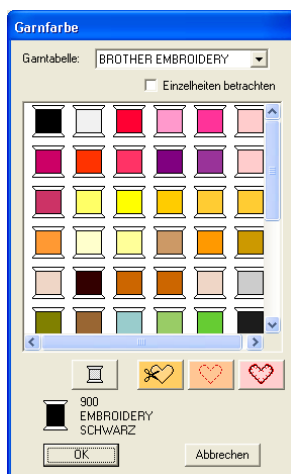 Garnfarbe
Garntabelle: BROTHER EMBROIDERY
Einzelheiten betrachten
900
EMBROIDERY
SCHWARZ
OK Abbrechen